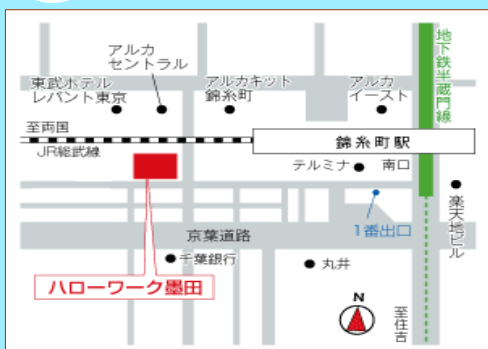 アルカ
セントラル
東武ホテル
レバント東京
アルカキット
錦糸町
アルカ
イースト
地下鉄半蔵門線
至両国
JR総武線
錦糸町駅
テルミナ
南口
楽天地ビル
1番出口
京葉道路
千葉銀行
丸井
ハローワーク墨田
N
至住吉